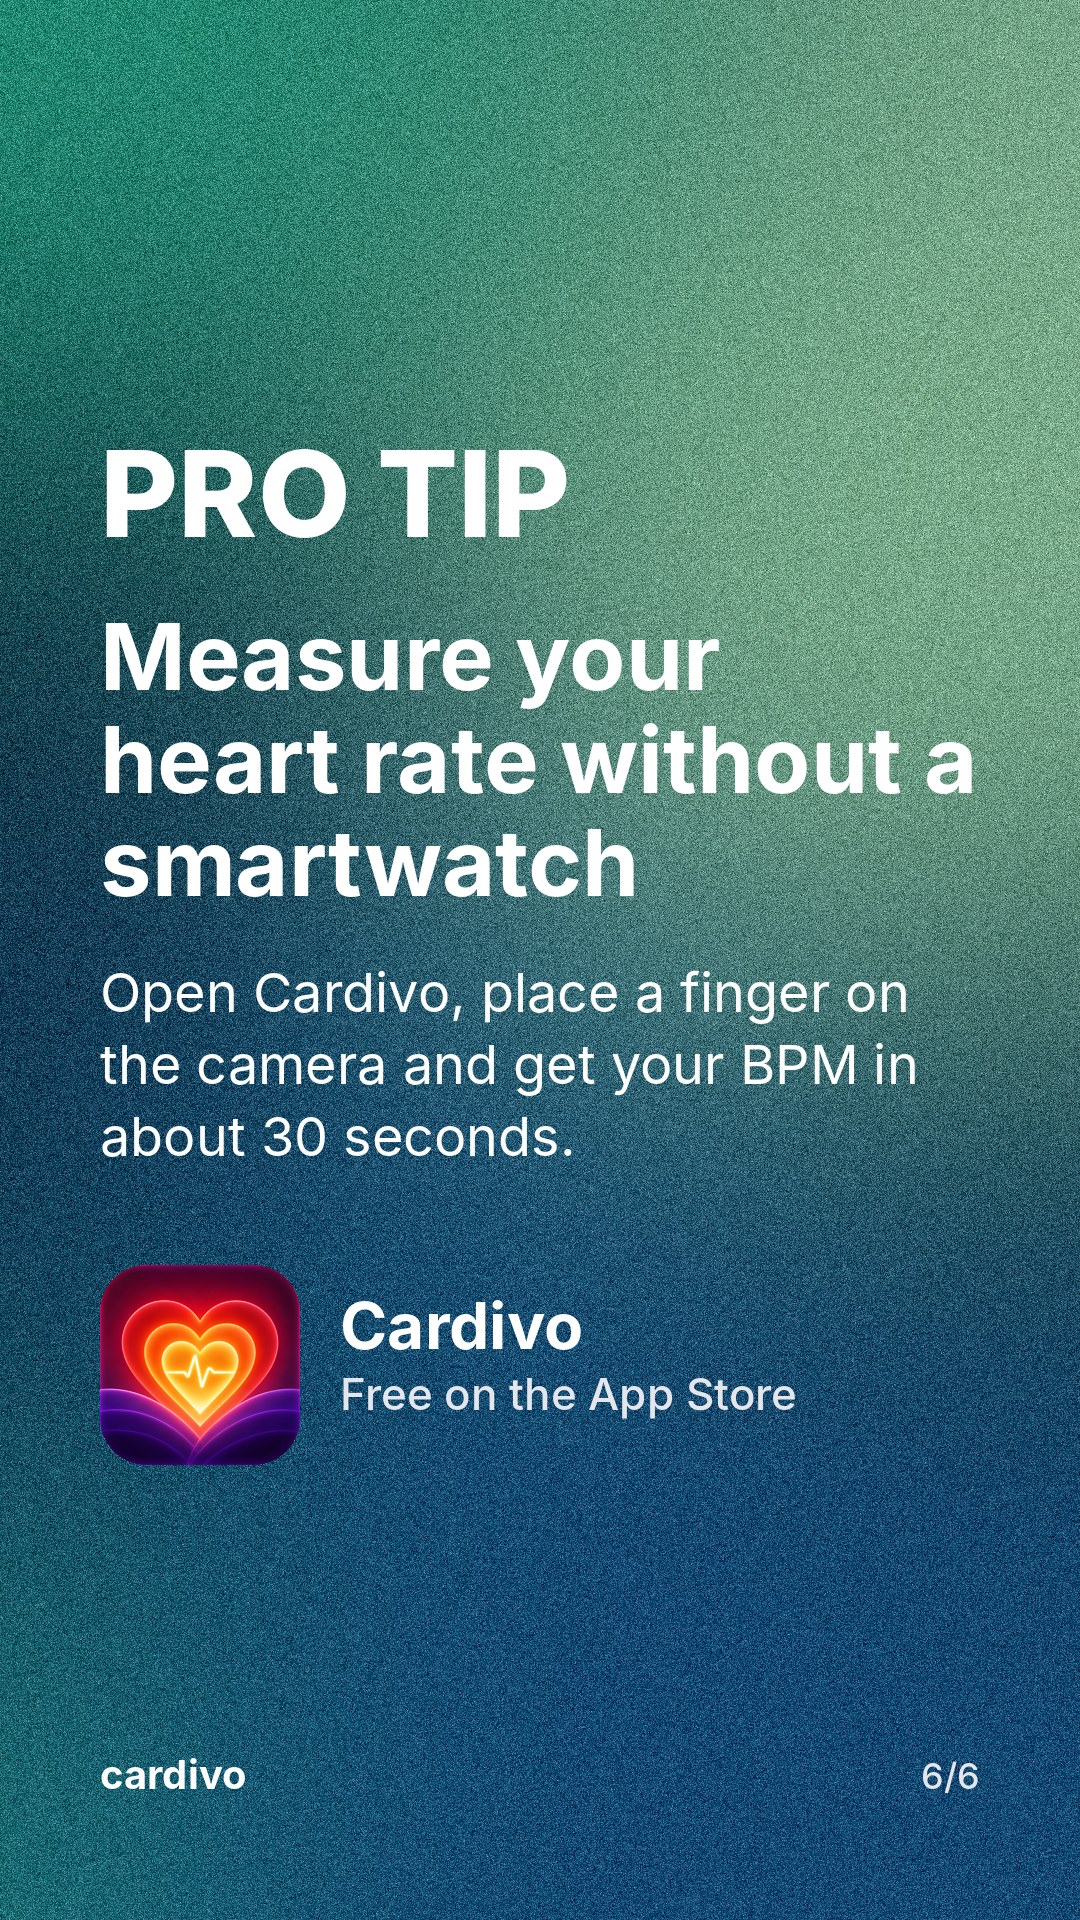 PRO TIP
Measure your
heart rate without a
smartwatch
Open Cardivo, place a finger on
the camera and get your BPM in
about 30 seconds.
Cardivo
Free on the App Store
cardivo
6/6